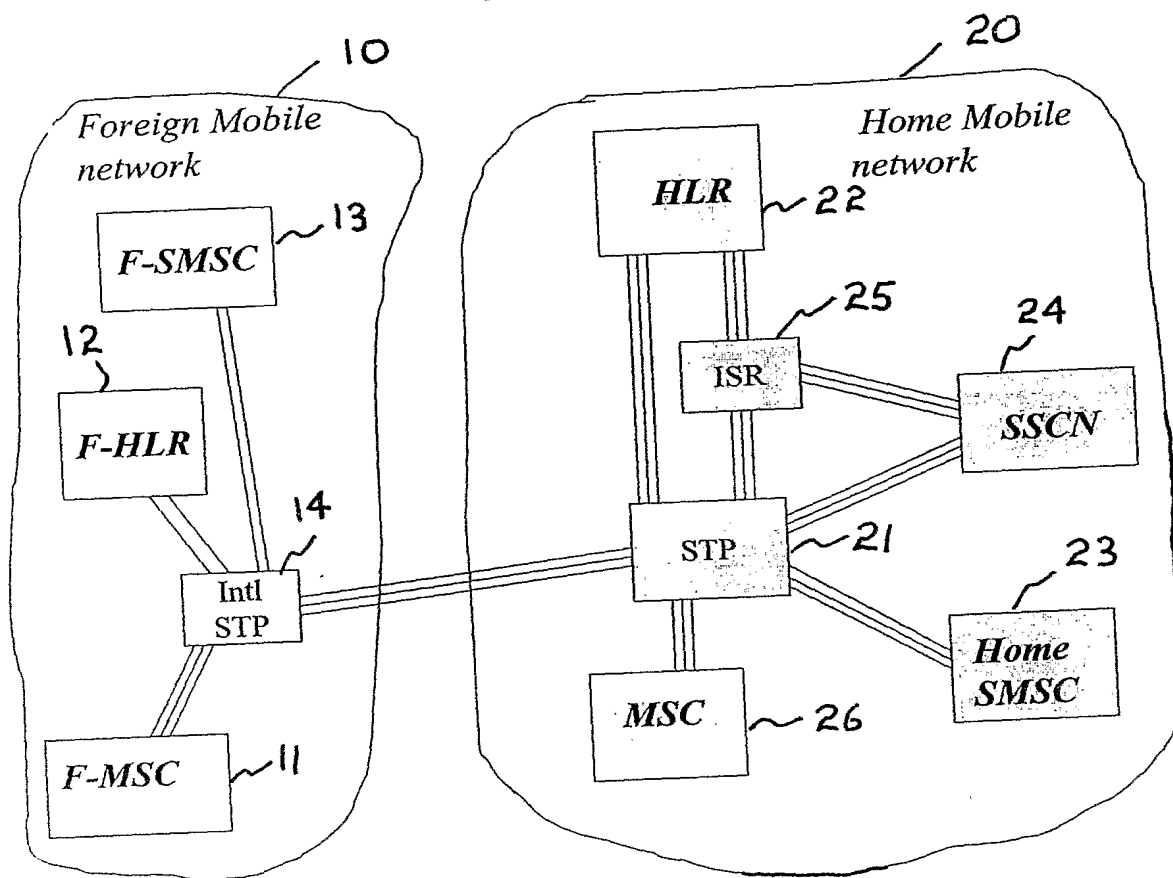 10
20
Foreign Mobile
network
Home Mobile
network
HLR
22
F-SMSC
13
25
ISR
24
SSCN
12
F-HLR
14
Intl
STP
STP
21
23
Home
SMSC
MSC
26
F-MSC
11